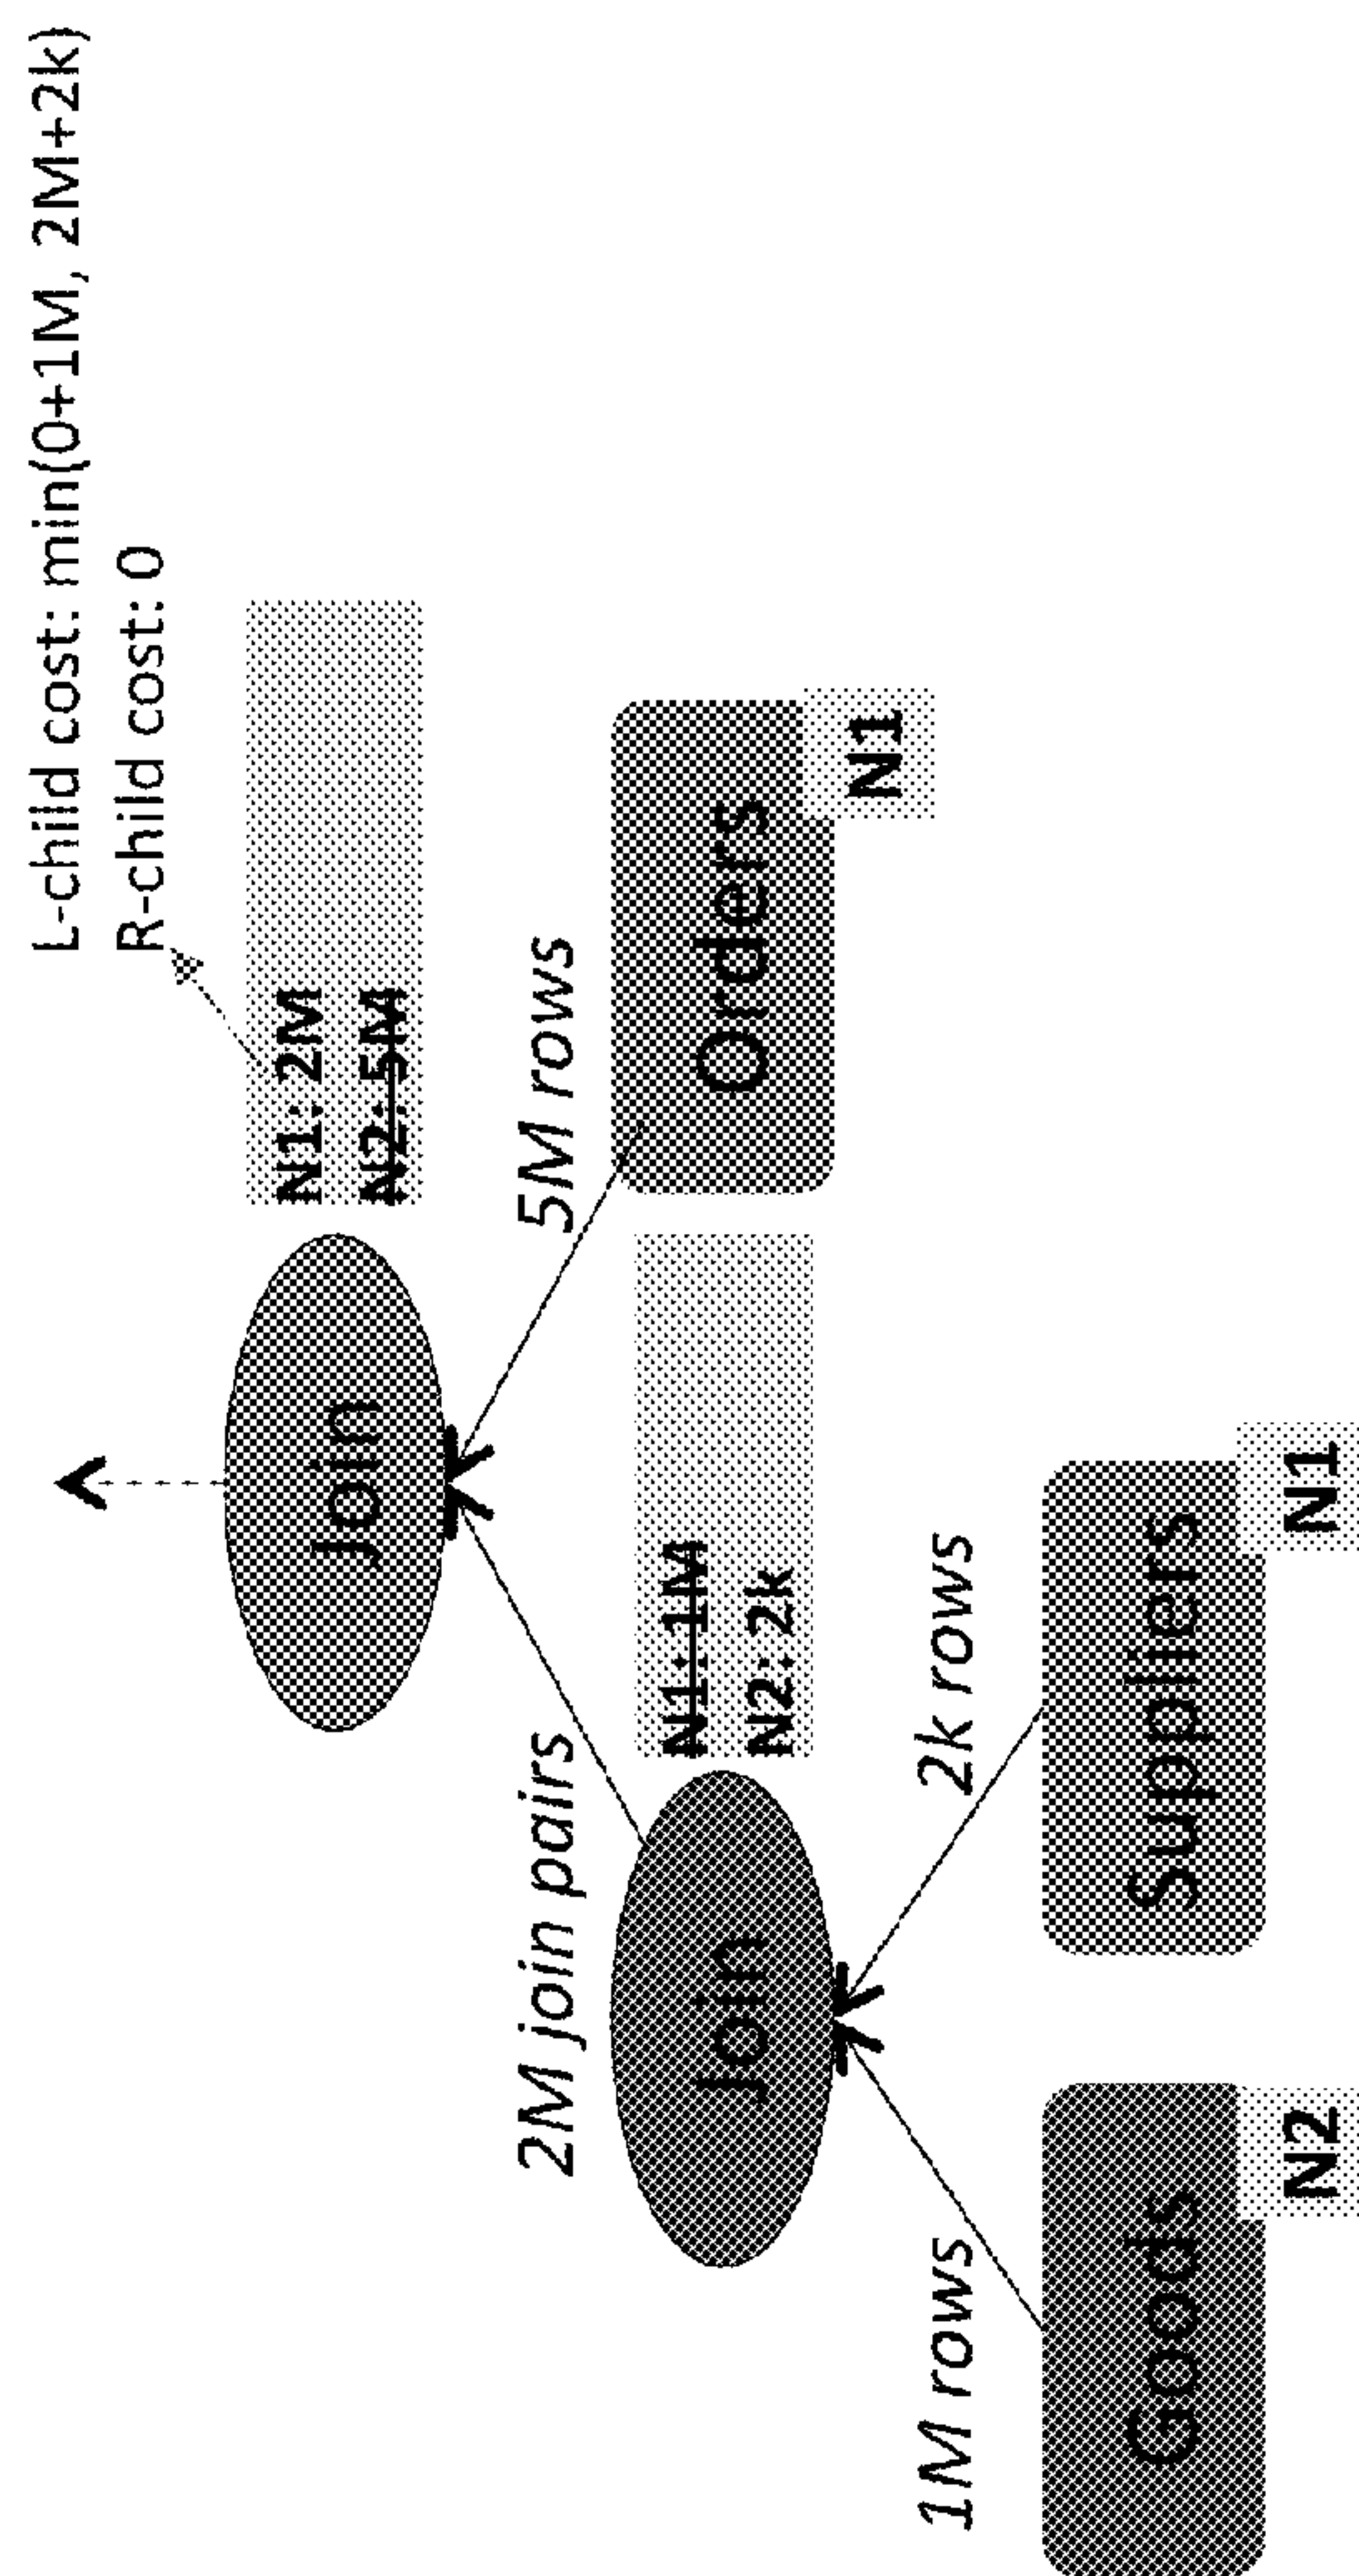 L-child cost: min(0+1M, 2M+2k)
R-child cost: 0
Join
N1: 2M
N2: 5M
2M join pairs
5M rows
Join
N1: 1M
N2: 2k
Orders
N1
1M rows
2k rows
Goods
N2
Suppliers
N1